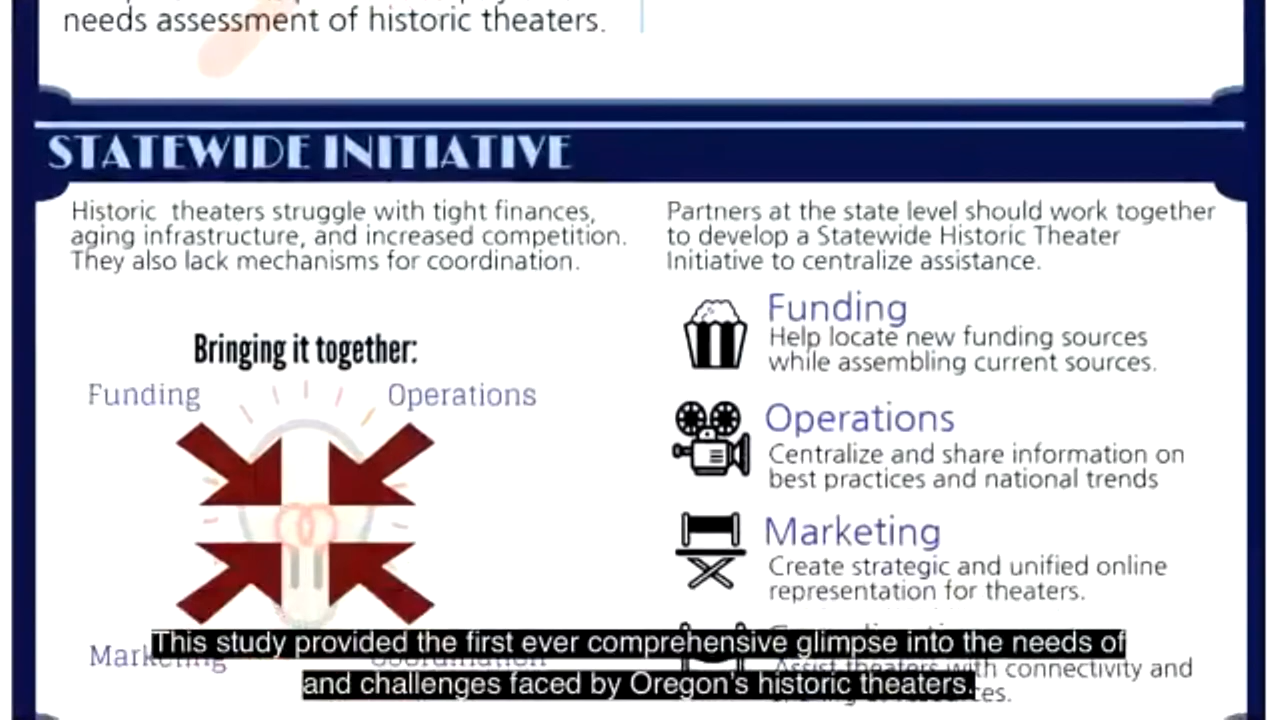 needs assessment of historic theaters.
STATEWIDE INITIATIVE
Historic theaters struggle with tight finances,
aging infrastructure, and increased competition.
They also lack mechanisms for coordination.
Bringing it together:
Funding
Operations
Marketing
Partners at the state level should work together
to develop a Statewide Historic Theater
Initiative to centralize assistance.
Funding
Help locate new funding sources
while assembling current sources.
Operations
Centralize and share information on
best practices and national trends
Marketing
Create strategic and unified online
representation for theaters.
Assist theaters with connectivity and
This study provided the first ever comprehensive glimpse into the needs of
and challenges faced by Oregon's historic theaters.